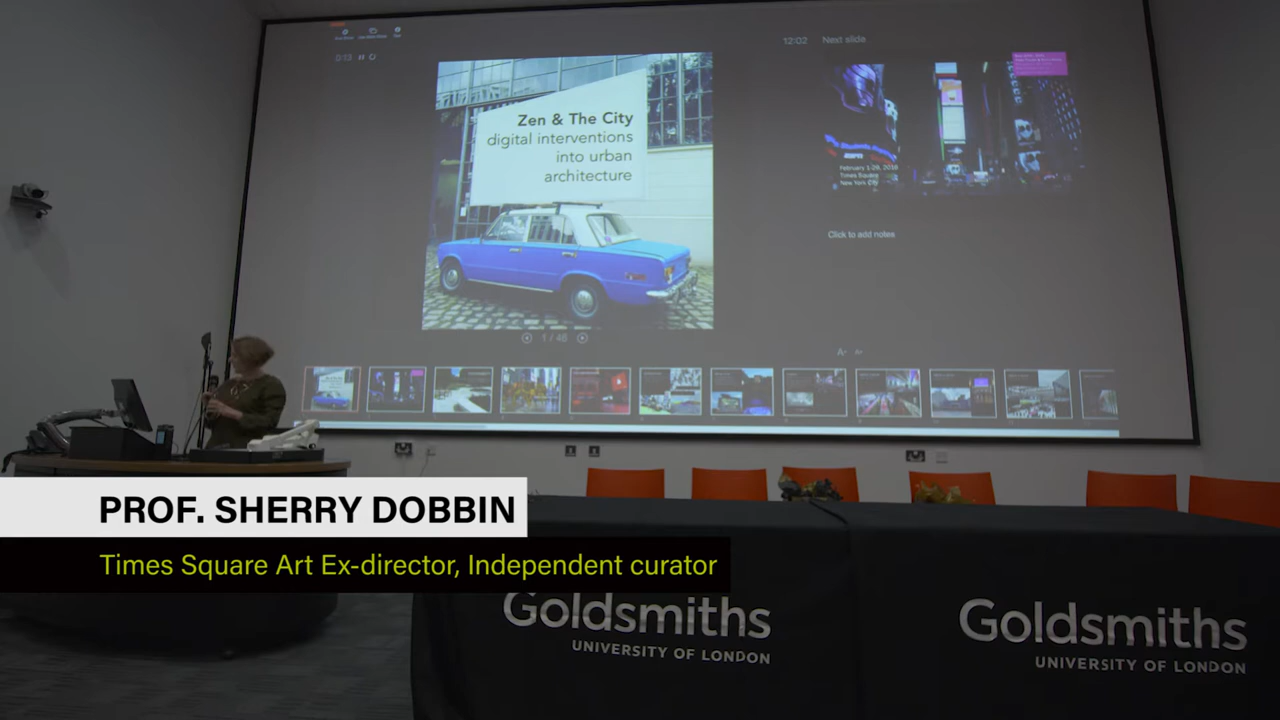 0:13
12:02
Next slide
Zen & The City
digital interventions
into urban
architecture
February 1-29, 2016
Times Square
New York City
Click to add notes
1 / 46
PROF. SHERRY DOBBIN
Times Square Art Ex-director, Independent curator
Goldsmiths
UNIVERSITY OF LONDON
Goldsmiths
UNIVERSITY OF LONDON